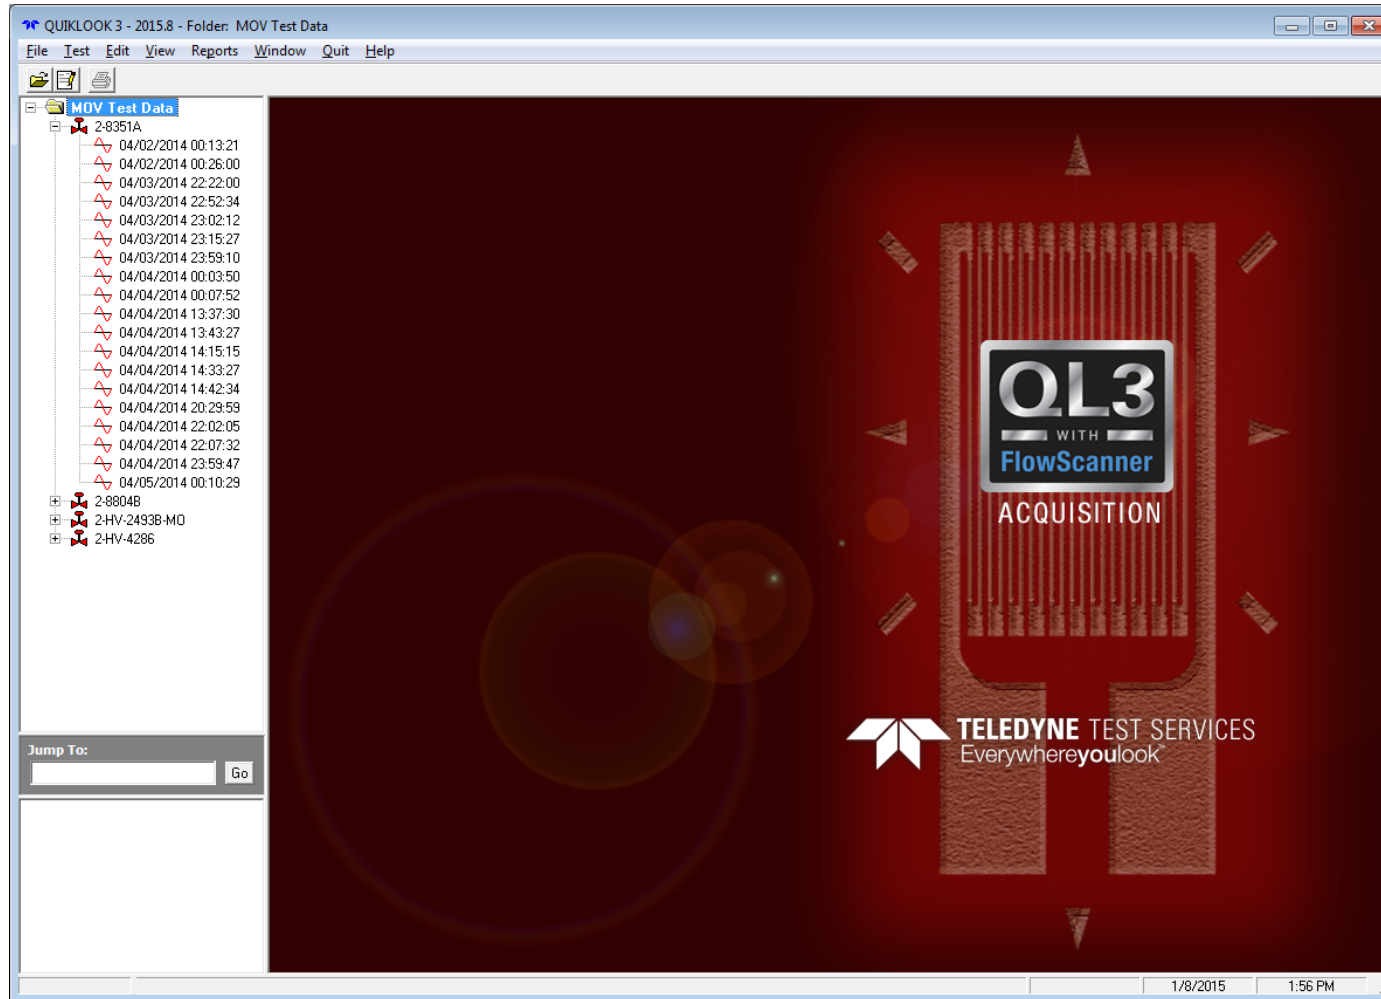 QUIKLOOK 3 - 2015.8 - Folder:  MOV Test Data
File Test Edit View Reports Window Quit Help
MOV Test Data
2-8351A
04/02/2014 00:13:21
04/02/2014 00:26:00
04/03/2014 22:22:00
04/03/2014 22:52:34
04/03/2014 23:02:12
04/03/2014 23:15:27
04/03/2014 23:59:10
04/04/2014 00:03:50
04/04/2014 00:07:52
04/04/2014 13:37:30
04/04/2014 13:43:27
04/04/2014 14:15:15
04/04/2014 14:33:27
04/04/2014 14:42:34
04/04/2014 20:29:59
04/04/2014 22:02:05
04/04/2014 22:07:32
04/04/2014 23:59:47
04/05/2014 00:10:29
2-8804B
2-HV-2493B-MO
2-HV-4286
Jump To:
Go
QL3
WITH
FlowScanner
ACQUISITION
TELEDYNE TEST SERVICES
Everywhereyoulook™
1/8/2015 1:56 PM